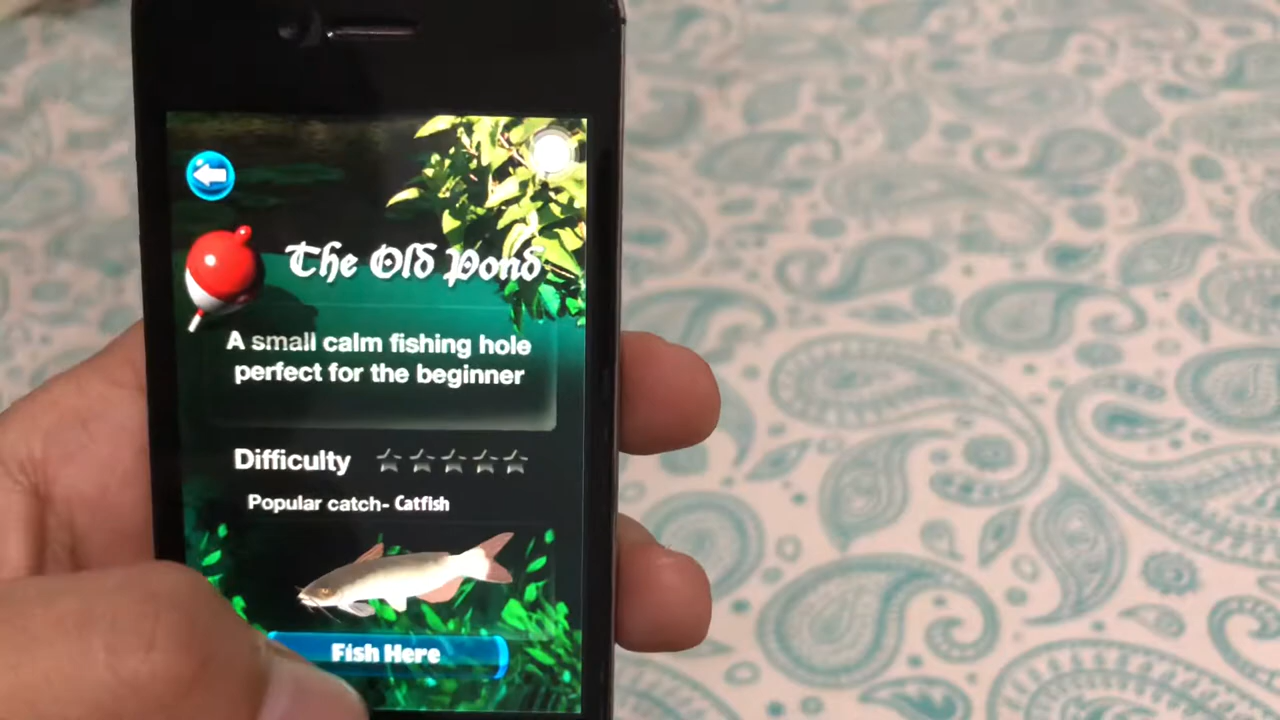 The Old Pond
A small calm fishing hole
perfect for the beginner
Difficulty
Popular catch- Catfish
Fish Here